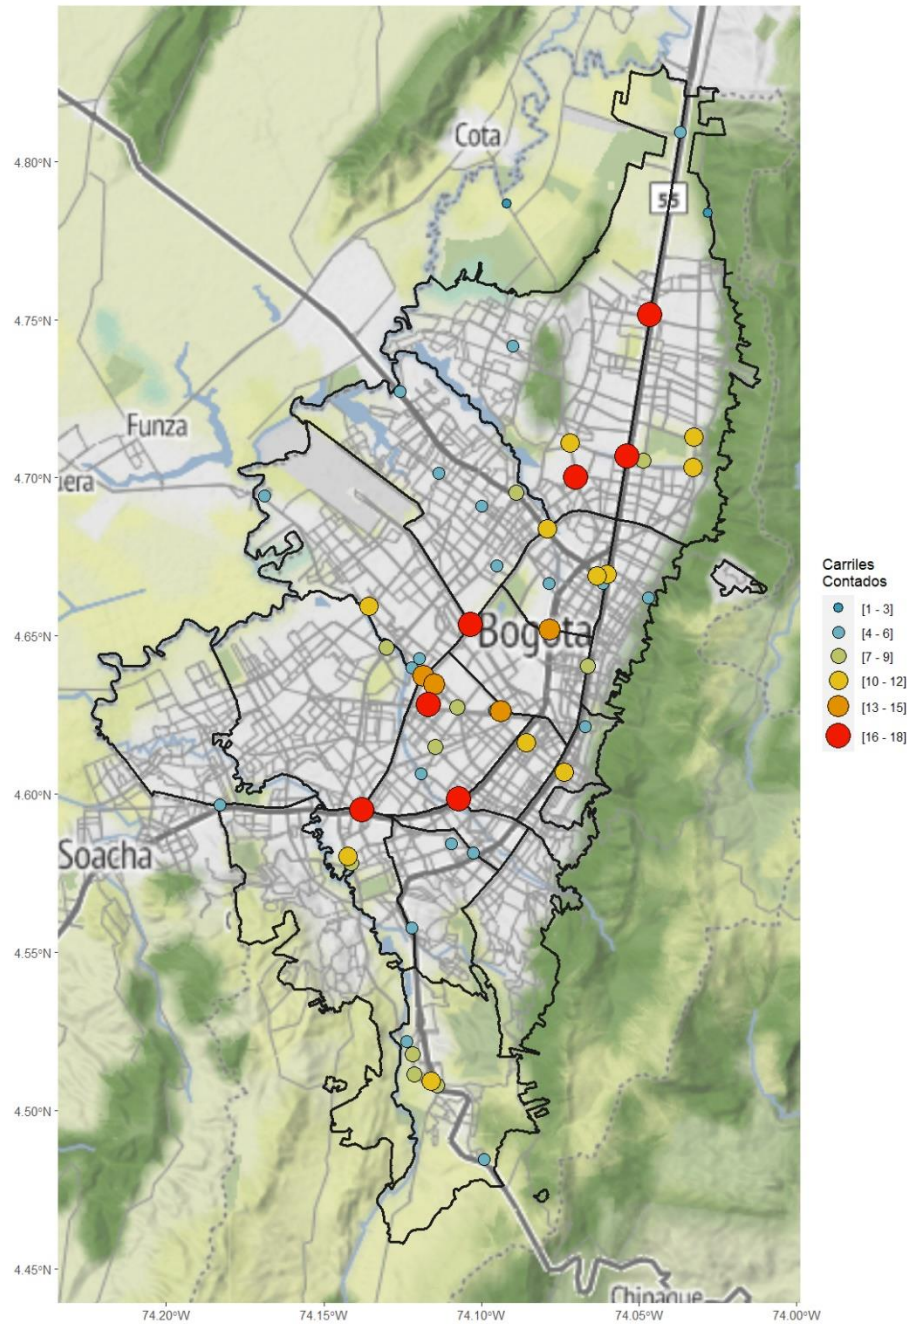 4.80°N
4.75°N
4.70°N
4.65°N
4.60°N
4.55°N
4.50°N
4.45°N
Cota
55
Funza
uera
Bogota
Soacha
Chipaque
74.20°W
74.15°W
74.10°W
74.05°W
74.00°W
Carriles
Contados
[1 - 3]
[4 - 6]
[7 - 9]
[10 - 12]
[13 - 15]
[16 - 18]